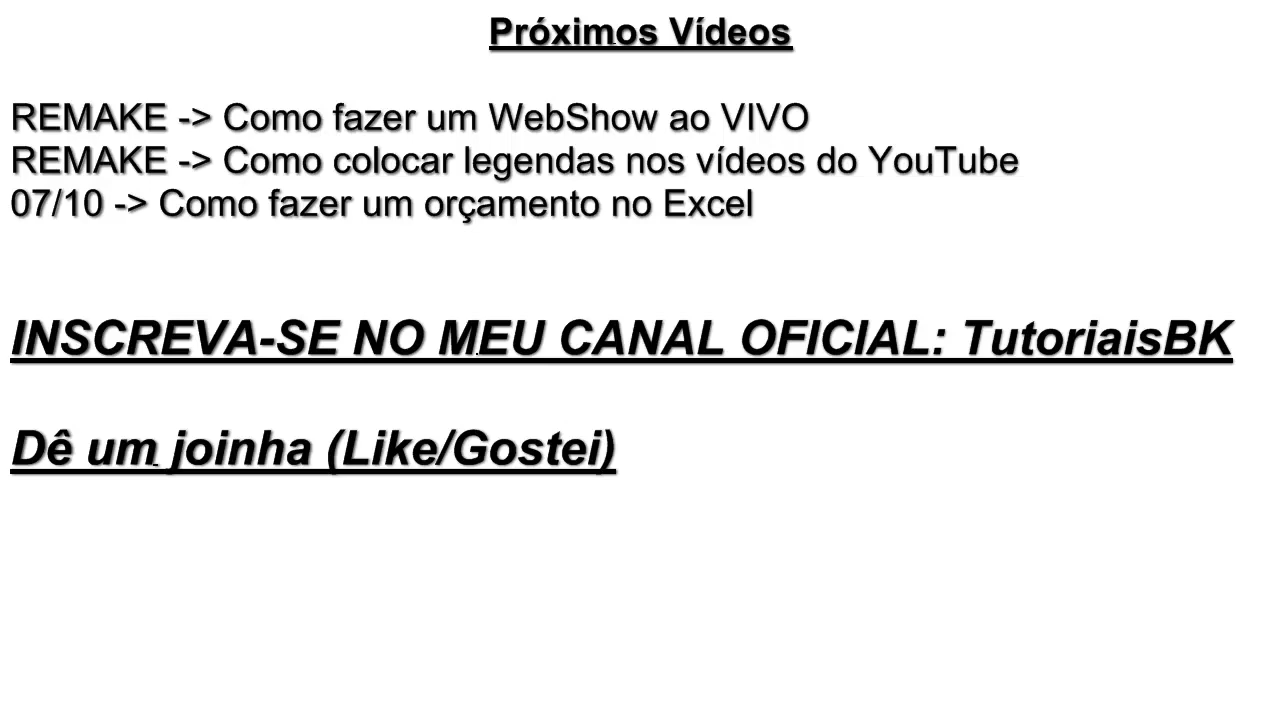 Próximos Vídeos
REMAKE -> Como fazer um WebShow ao VIVO
REMAKE -> Como colocar legendas nos vídeos do YouTube
07/10 -> Como fazer um orçamento no Excel
INSCREVA-SE NO MEU CANAL OFICIAL: TutoriaisBK
Dê um joinha (Like/Gostei)